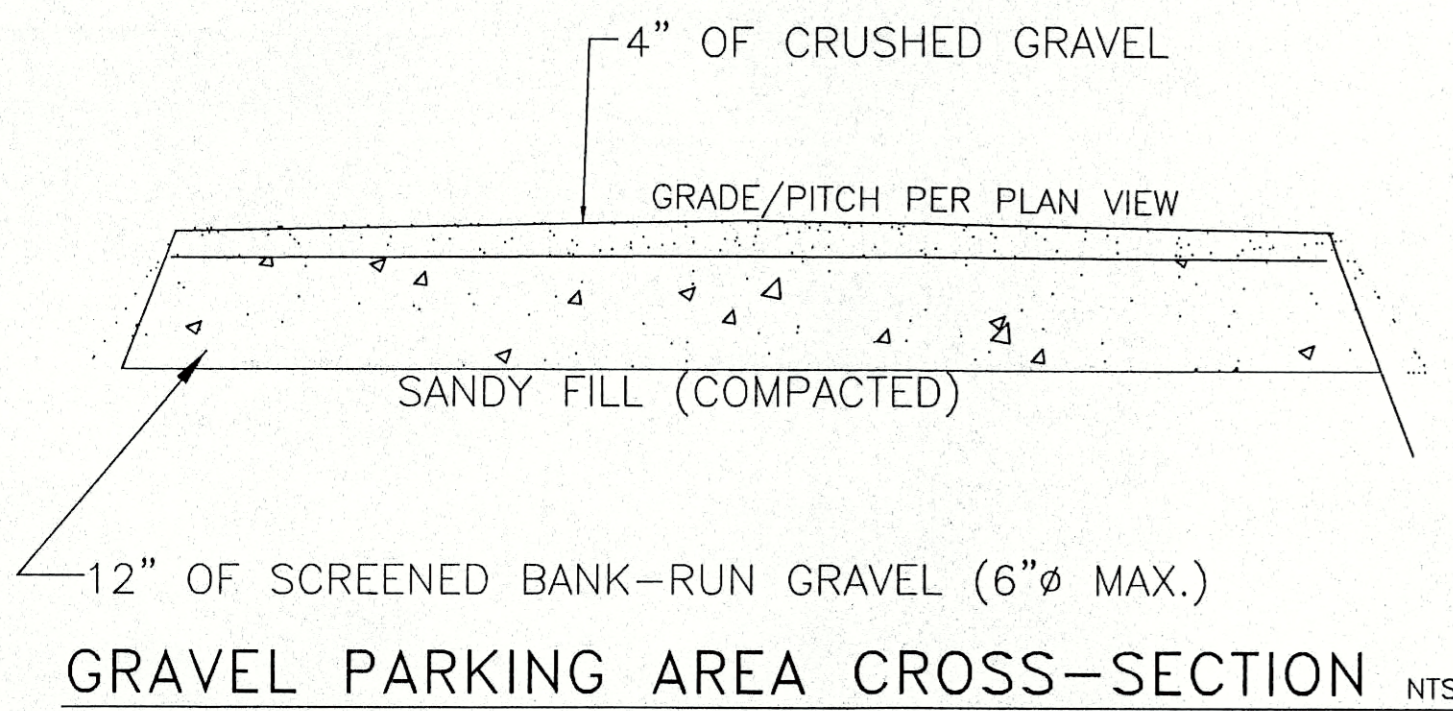 4" OF CRUSHED GRAVEL
GRADE/PITCH PER PLAN VIEW
SANDY FILL (COMPACTED)
12" OF SCREENED BANK-RUN GRAVEL (6"ø MAX.)
GRAVEL PARKING AREA CROSS-SECTION NTS